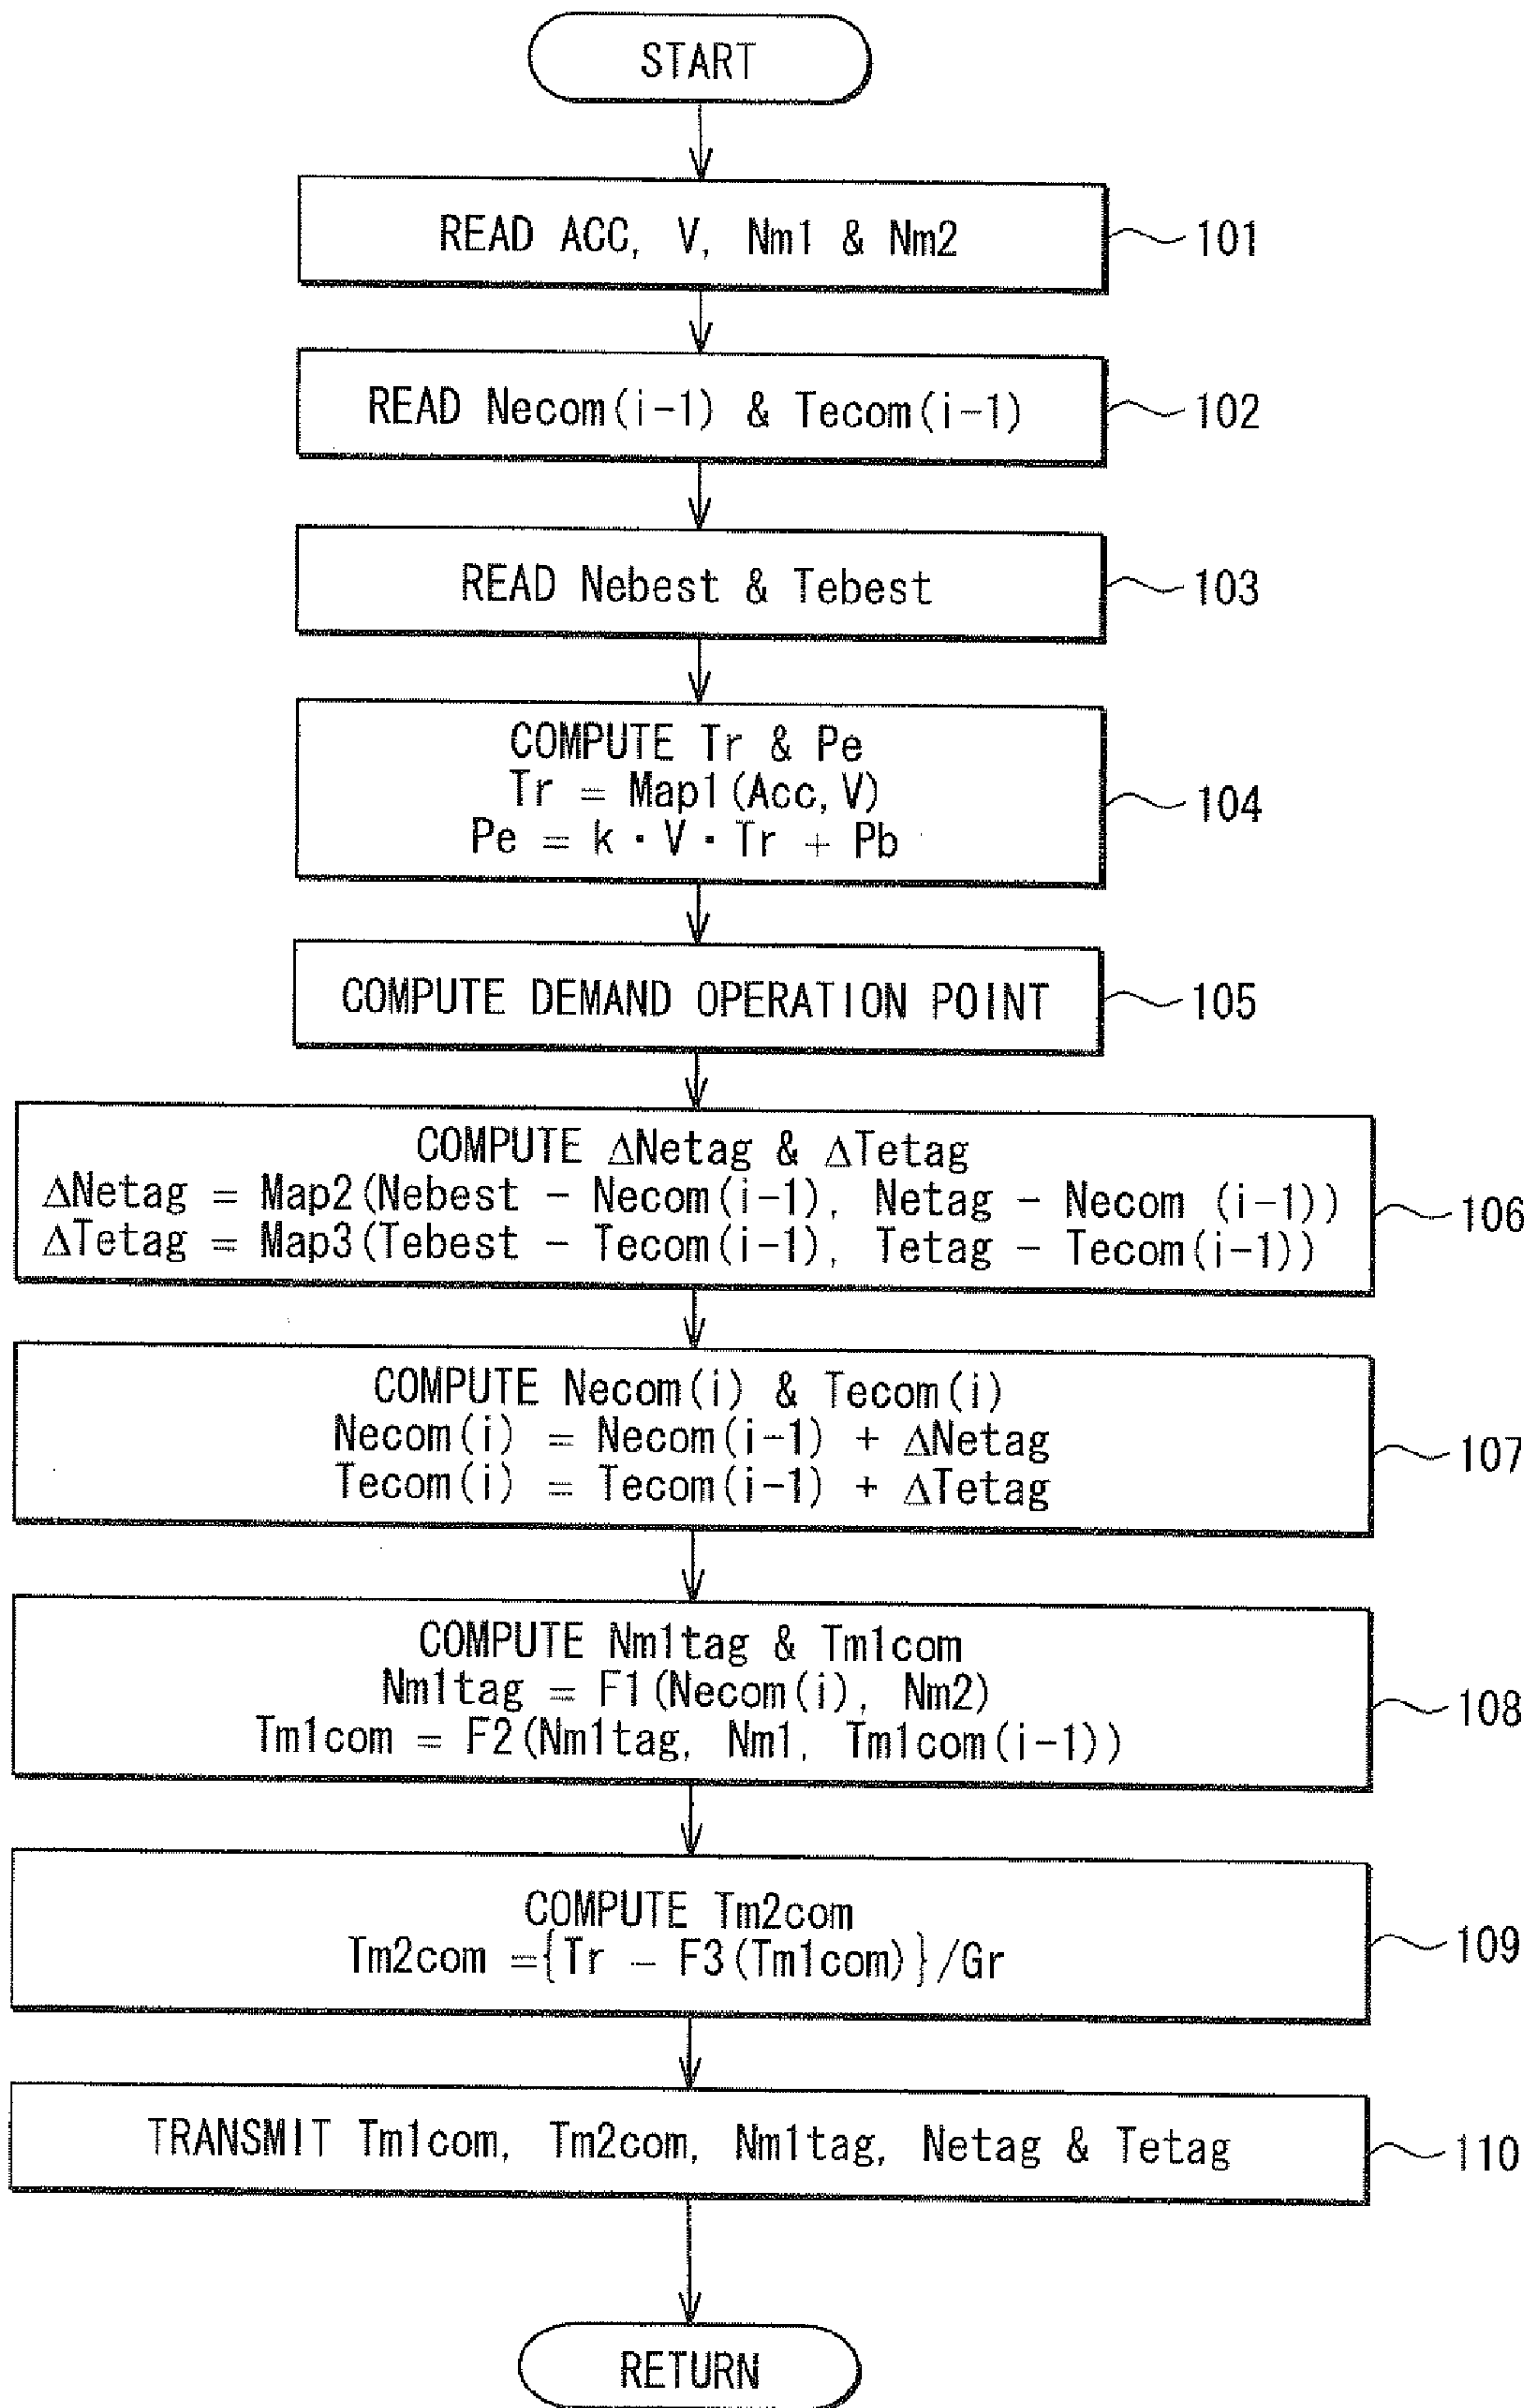 START
READ ACC, V, Nm1 & Nm2
101
READ Necom(i-1) & Tecom(i-1)
102
READ Nebest & Tebest
103
COMPUTE Tr & Pe
Tr = Map1(Acc,V)
Pe = k・V・Tr + Pb
104
COMPUTE DEMAND OPERATION POINT
105
COMPUTE ΔNetag & ΔTetag
ΔNetag = Map2(Nebest - Necom(i-1), Netag - Necom (i-1))
ΔTetag = Map3(Tebest - Tecom(i-1), Tetag - Tecom(i-1))
106
COMPUTE Necom(i) & Tecom(i)
Necom(i) = Necom(i-1) + ΔNetag
Tecom(i) = Tecom(i-1) + ΔTetag
107
COMPUTE Nm1tag & Tm1com
Nm1tag = F1(Necom(i), Nm2)
Tm1com = F2(Nm1tag, Nm1, Tm1com(i-1))
108
COMPUTE Tm2com
Tm2com ={Tr - F3(Tm1com)}/Gr
109
TRANSMIT Tm1com, Tm2com, Nm1tag, Netag & Tetag
110
RETURN